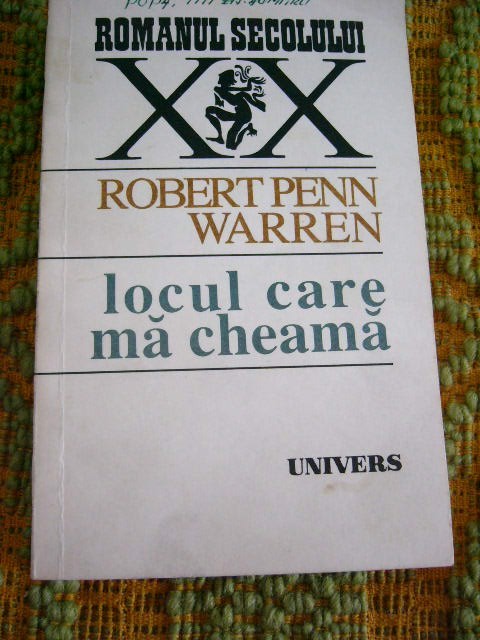 ROMANUL SECOLULUI
XX
ROBERT PENN
WARREN
locul care
mă cheamă
UNIVERS